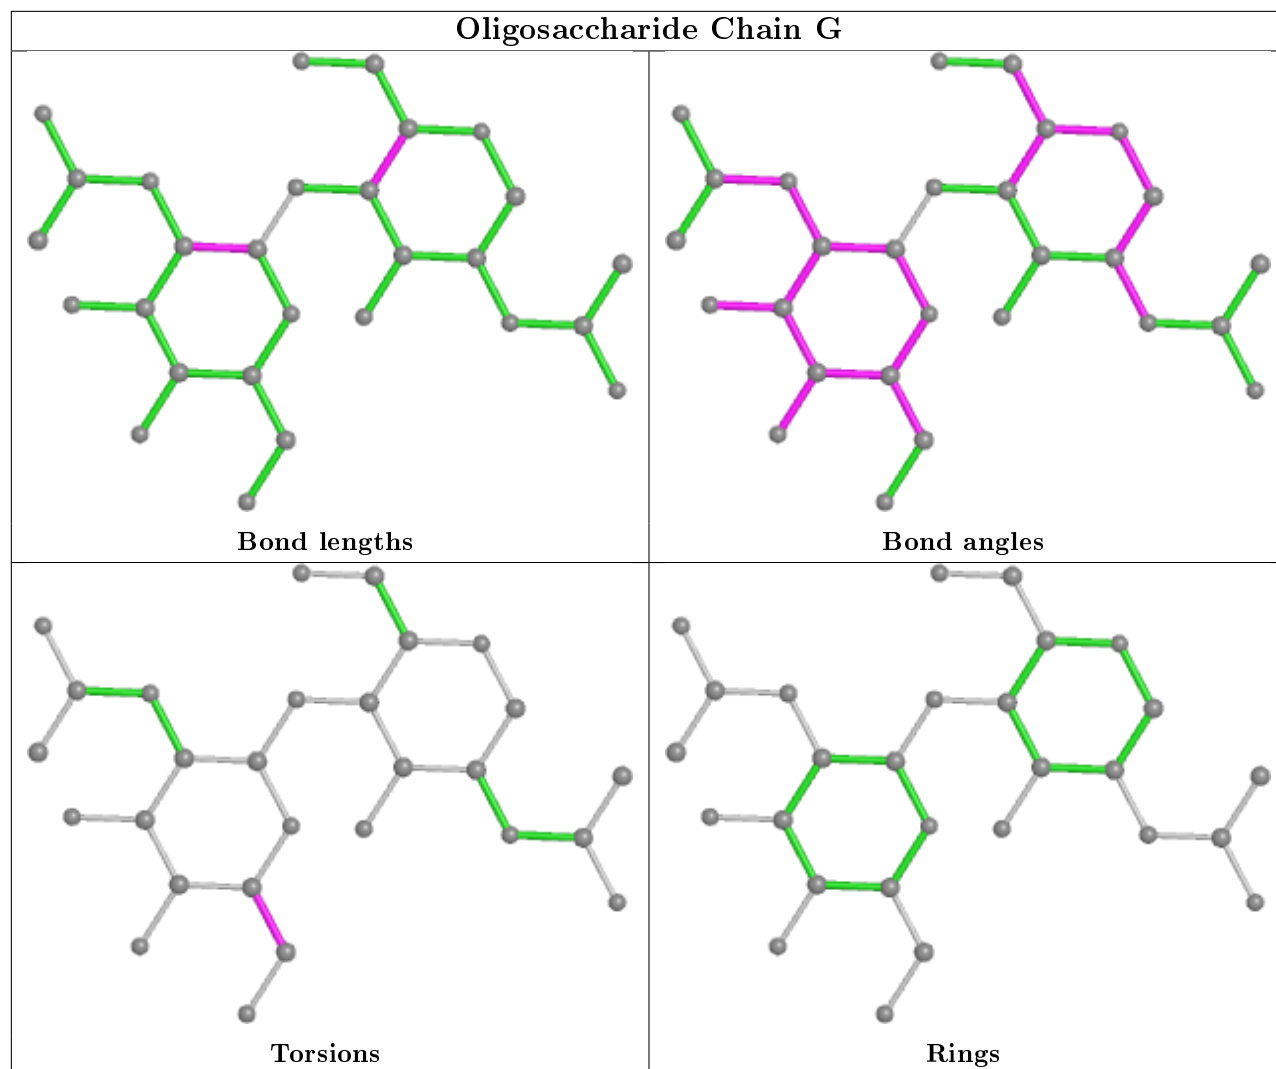 Oligosaccharide Chain G
Bond lengths
Bond angles
Torsions
Rings